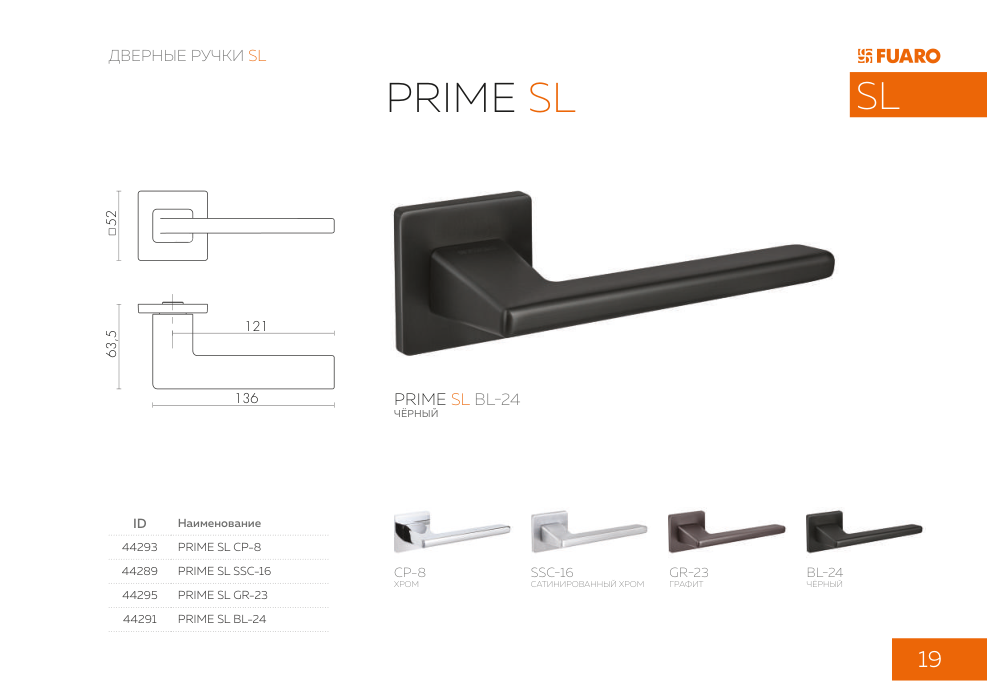 ДВЕРНЫЕ РУЧКИ SL
FUARO
SL
PRIME SL
□52
63,5
121
136
PRIME SL BL-24
ЧЁРНЫЙ
ID Наименование
44293 PRIME SL CP-8
44289 PRIME SL SSC-16
44295 PRIME SL GR-23
44291 PRIME SL BL-24
CP-8
ХРОМ
SSC-16
САТИНИРОВАННЫЙ ХРОМ
GR-23
ГРАФИТ
BL-24
ЧЁРНЫЙ
19